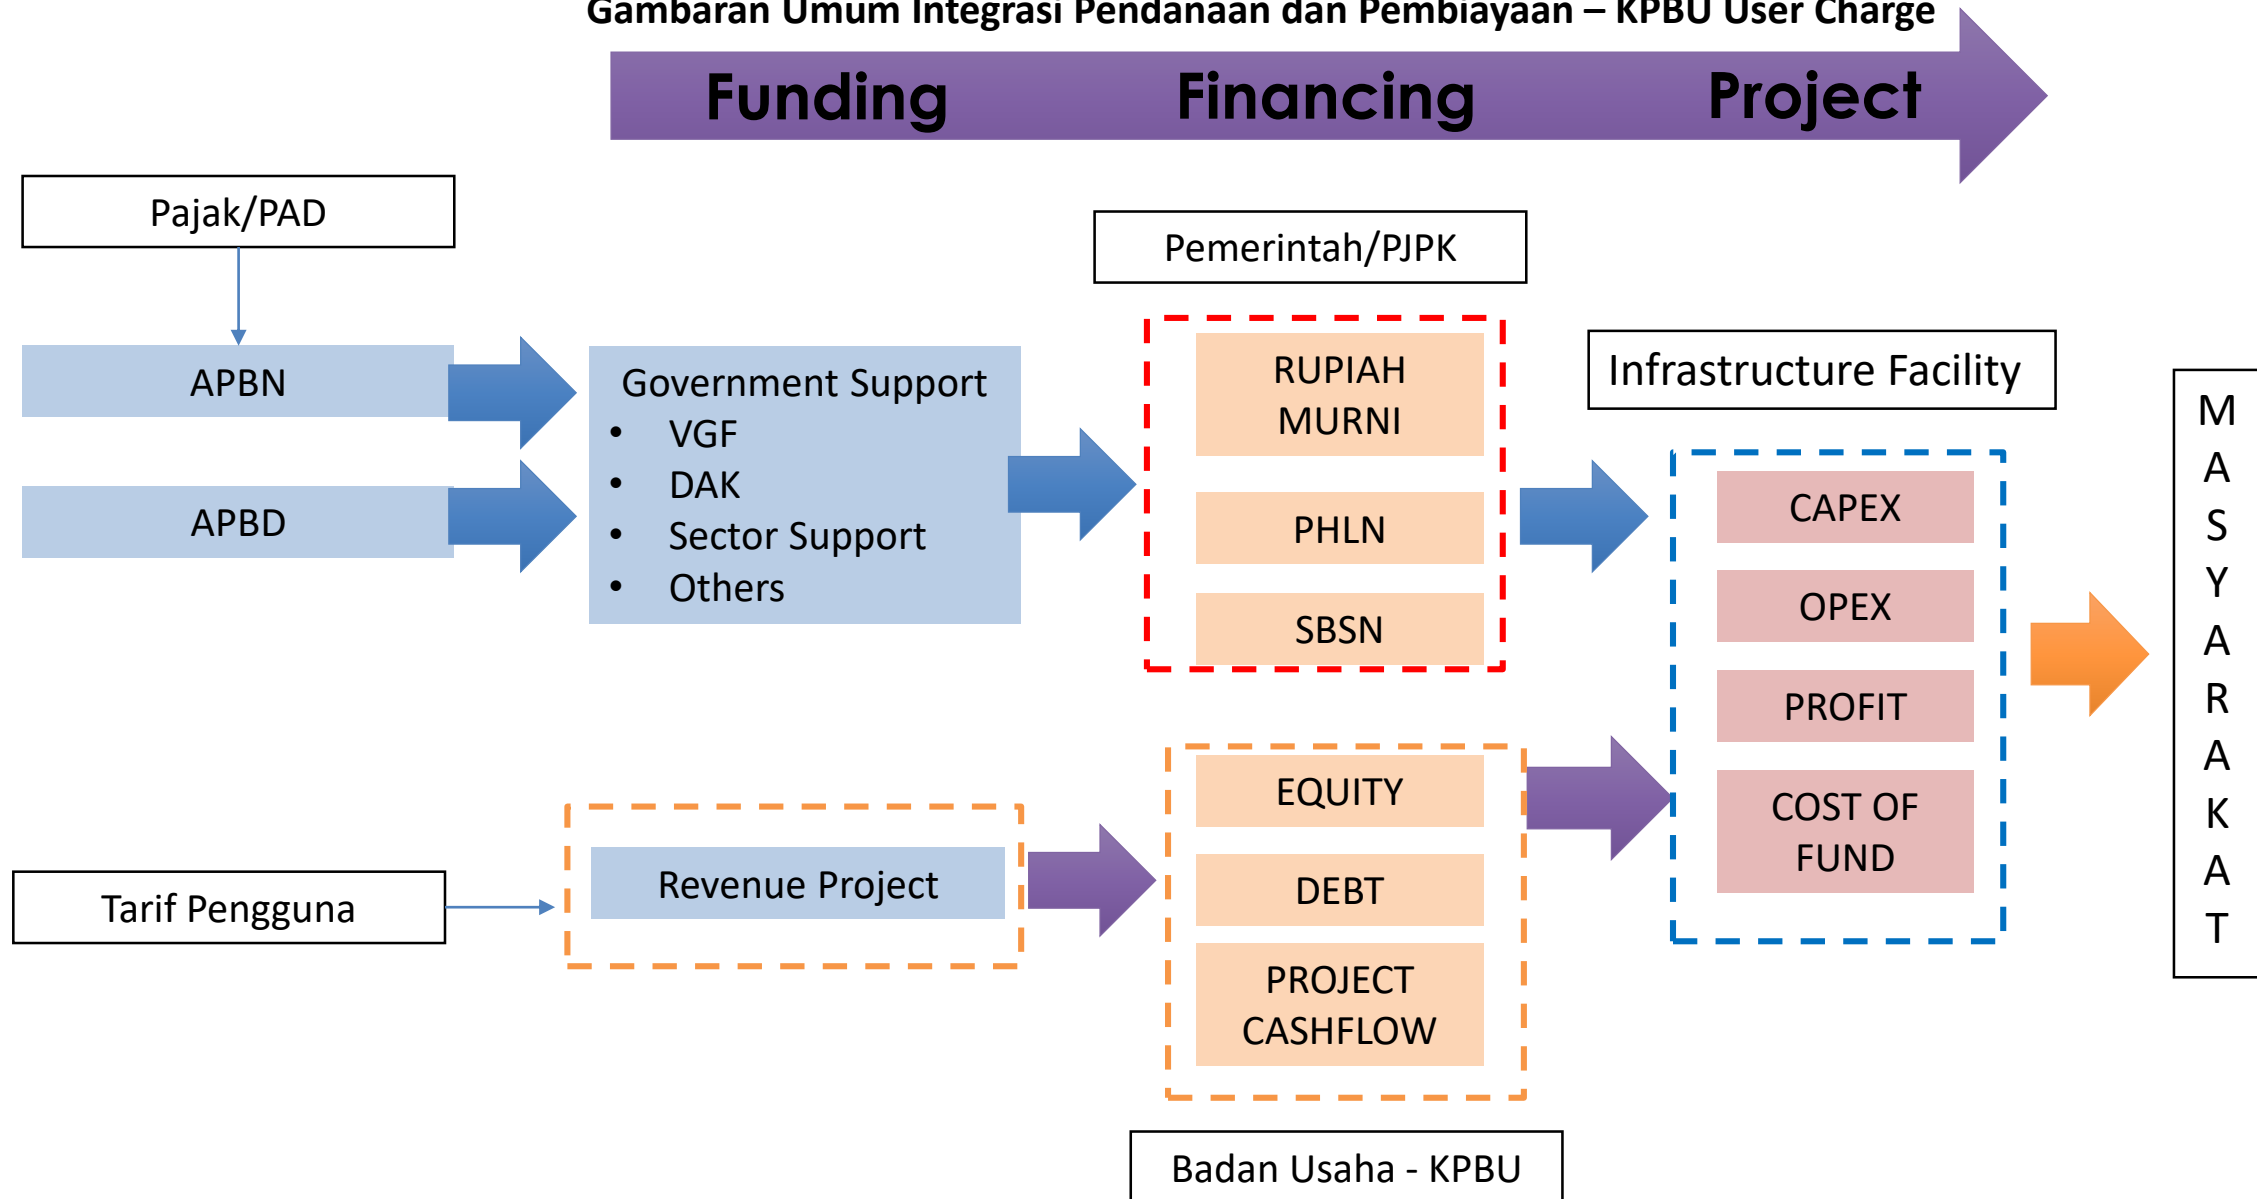 Gambaran Umum Integrasi Pendanaan dan Pembiayaan – KPBU User Charge
Funding Financing Project
Pajak/PAD
APBN
APBD
Government Support
• VGF
• DAK
• Sector Support
• Others
Tarif Pengguna
Revenue Project
Pemerintah/PJPK
RUPIAH
MURNI
PHLN
SBSN
EQUITY
DEBT
PROJECT
CASHFLOW
Badan Usaha - KPBU
Infrastructure Facility
CAPEX
OPEX
PROFIT
COST OF
FUND
M
A
S
Y
A
R
A
K
A
T